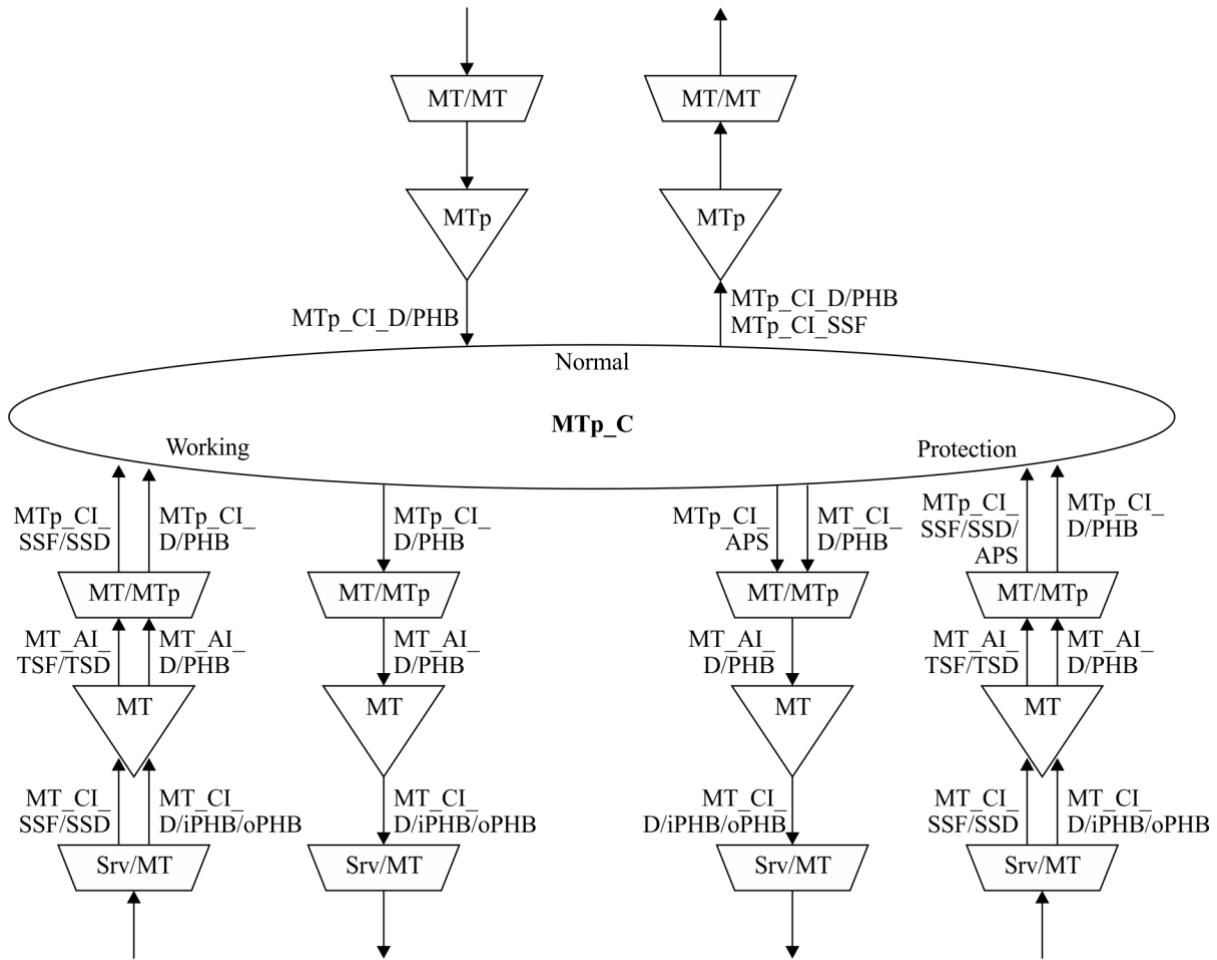 MT/MT
MT/MT
MTp
MTp
MTp_CI_D/PHB
MTp_CI_D/PHB
MTp_CI_SSF
Normal
MTp_C
Working
Protection
MTp_CI_
SSF/SSD
MTp_CI_
D/PHB
MTp_CI_
D/PHB
MTp_CI_
APS
MT_CI_
D/PHB
MTp_CI_
SSF/SSD/
APS
MTp_CI_
D/PHB
MT/MTp
MT/MTp
MT/MTp
MT/MTp
MT_AI_
TSF/TSD
MT_AI_
D/PHB
MT_AI_
D/PHB
MT_AI_
D/PHB
MT_AI_
TSF/TSD
MT_AI_
D/PHB
MT
MT
MT
MT
MT_CI_
SSF/SSD
MT_CI_
D/iPHB/oPHB
MT_CI_
D/iPHB/oPHB
MT_CI_
D/iPHB/oPHB
MT_CI_
SSF/SSD
MT_CI_
D/iPHB/oPHB
Srv/MT
Srv/MT
Srv/MT
Srv/MT